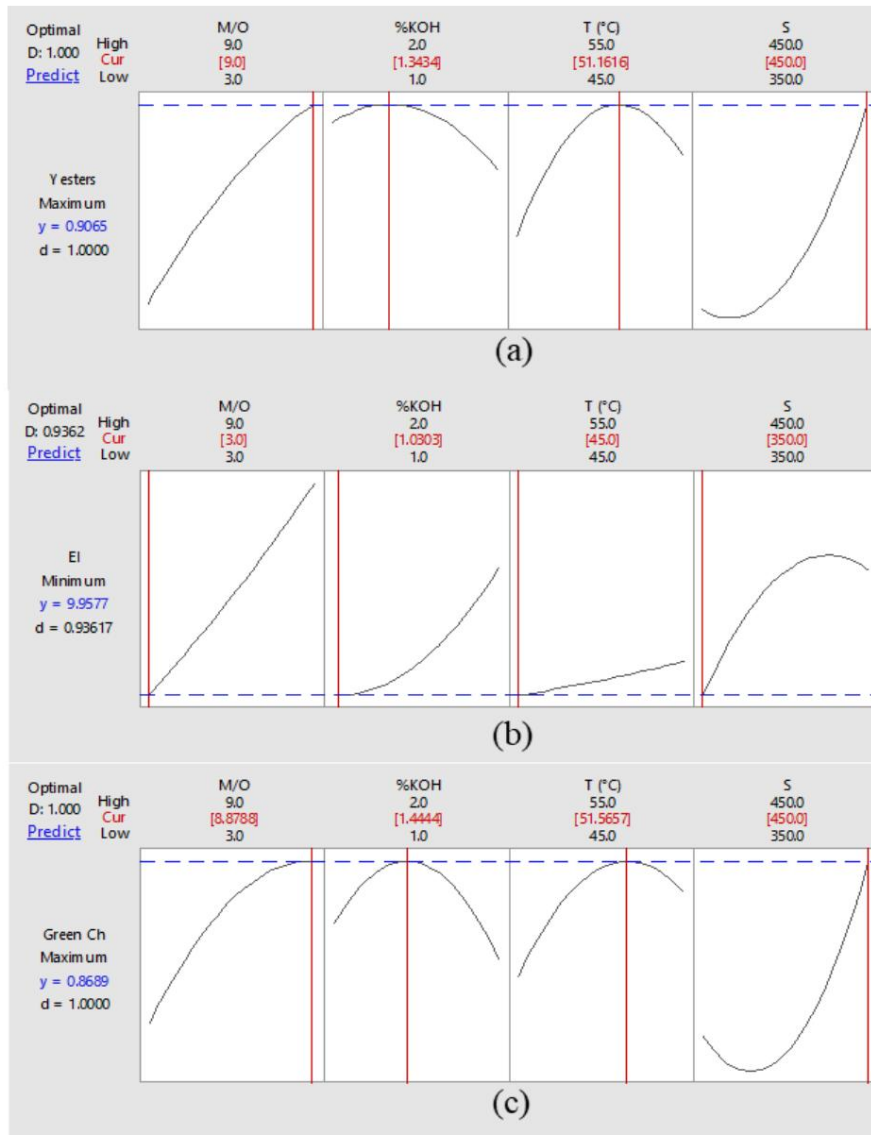 Optimal
D: 1.000
Predict
High
Cur
Low
M/O
9.0
[9.0]
3.0
%KOH
2.0
[1.3434]
1.0
T (°C)
55.0
[51.1616]
45.0
S
450.0
[450.0]
350.0
Y esters
Maximum
y = 0.9065
d = 1.0000
(a)
Optimal
D: 0.9362
Predict
High
Cur
Low
M/O
9.0
[3.0]
3.0
%KOH
2.0
[1.0303]
1.0
T (°C)
55.0
[45.0]
45.0
S
450.0
[350.0]
350.0
EI
Minimum
y = 9.9577
d = 0.93617
(b)
Optimal
D: 1.000
Predict
High
Cur
Low
M/O
9.0
[8.8788]
3.0
%KOH
2.0
[1.4444]
1.0
T (°C)
55.0
[51.5657]
45.0
S
450.0
[450.0]
350.0
Green Ch
Maximum
y = 0.8689
d = 1.0000
(c)